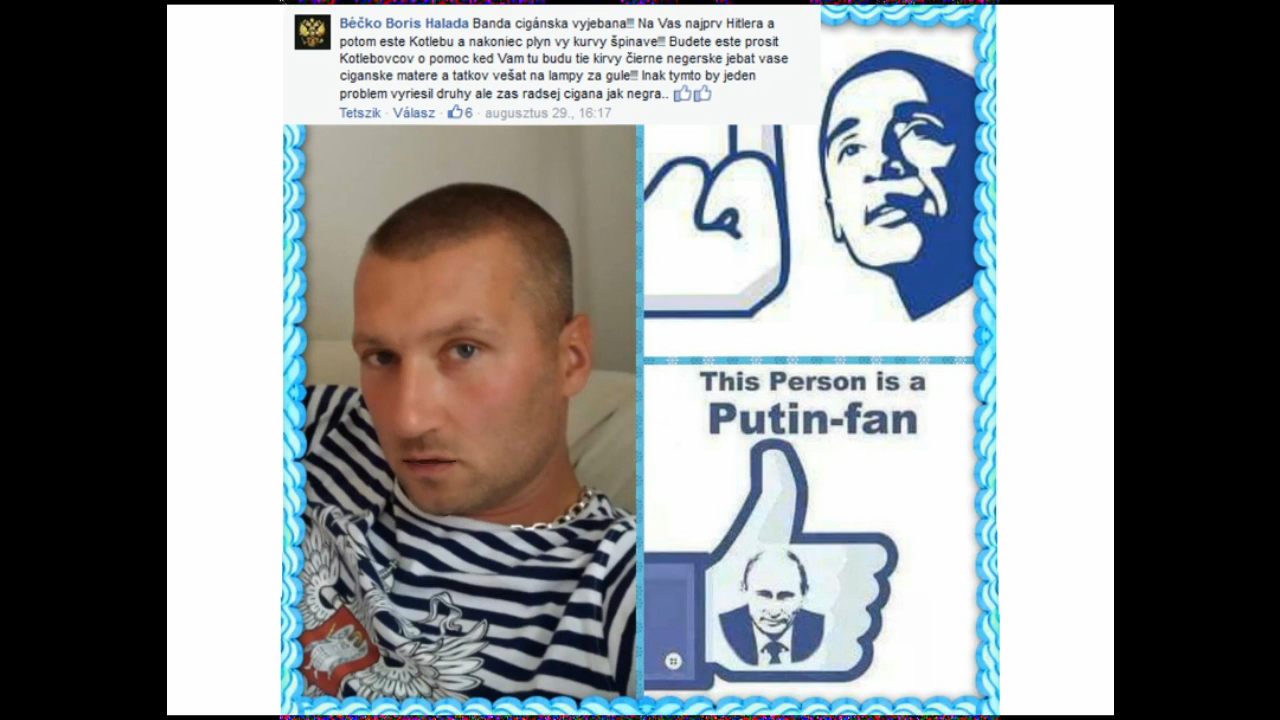 Béčko Boris Halada Banda cigánska vyjebana!!! Na Vas najprv Hitlera a
potom este Kotlebu a nakoniec plyn vy kurvy špinave!!! Budete este prosit
Kotlebovcov o pomoc ked Vam tu budu tie kirvy čierne negerske jebat vase
ciganske matere a tatkov vešat na lampy za gule!!! Inak tymto by jeden
problem vyriesil druhy ale zas radsej cigana jak negra..
Tetszik · Válasz · 6 · augusztus 29., 16:17
This Person is a
Putin-fan